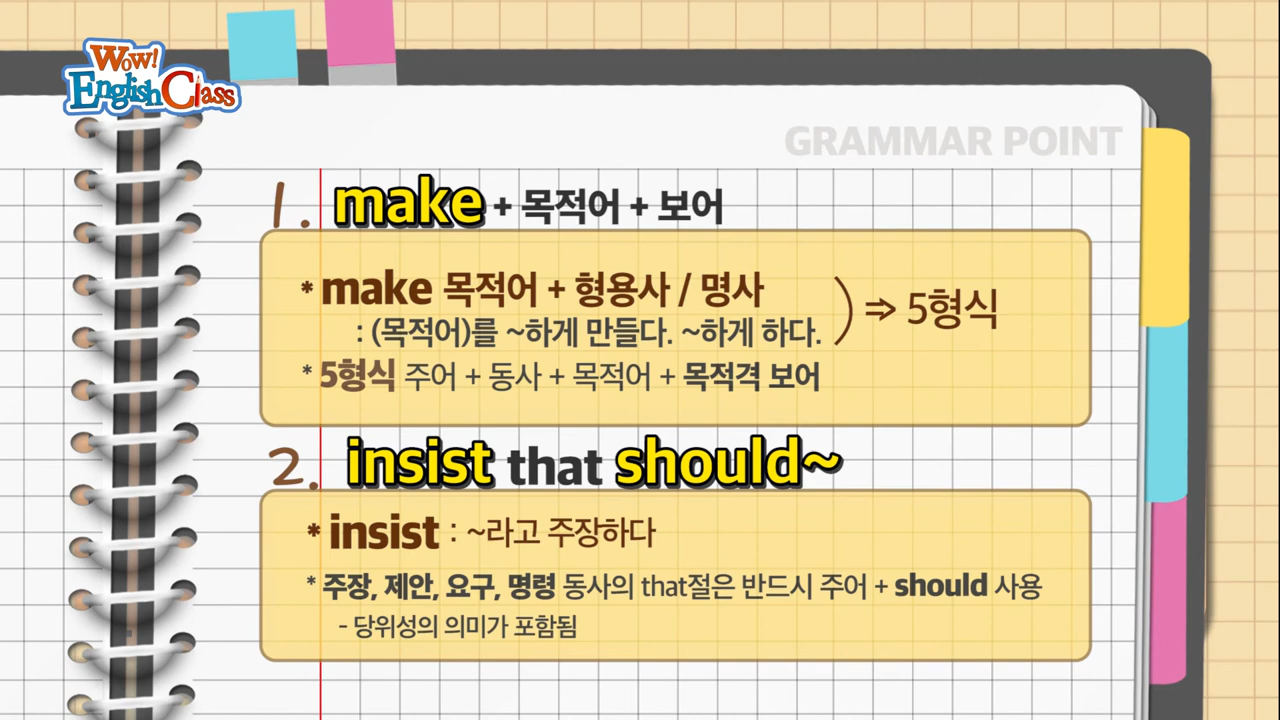 Wow!
English Class
GRAMMAR POINT
1. make + 목적어 + 보어
* make 목적어 + 형용사 / 명사
: (목적어)를 ~하게 만들다. ~하게 하다.
) ⇒ 5형식
* 5형식 주어 + 동사 + 목적어 + 목적격 보어
2. insist that should~
* insist : ~라고 주장하다
* 주장, 제안, 요구, 명령 동사의 that절은 반드시 주어 + should 사용
- 당위성의 의미가 포함됨